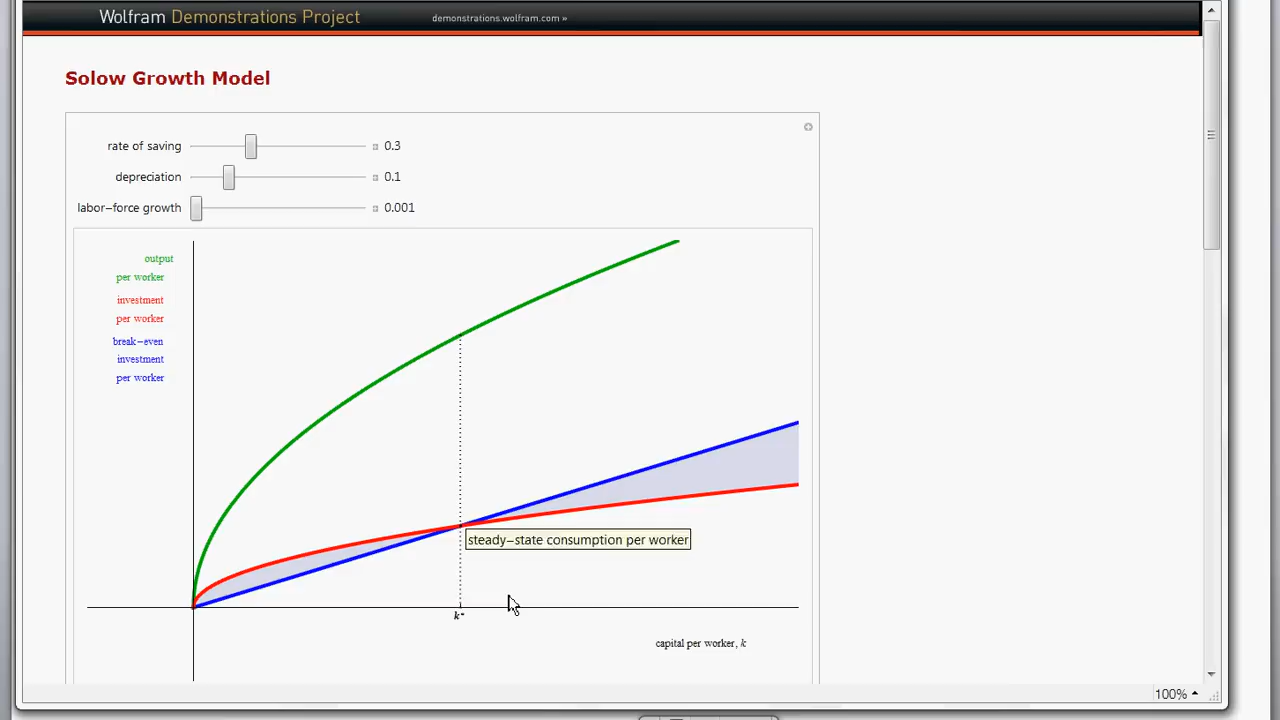 Wolfram Demonstrations Project
demonstrations.wolfram.com »
Solow Growth Model
rate of saving 0.3
depreciation 0.1
labor-force growth 0.001
output
per worker
investment
per worker
break-even
investment
per worker
steady-state consumption per worker
k*
capital per worker, k
100%